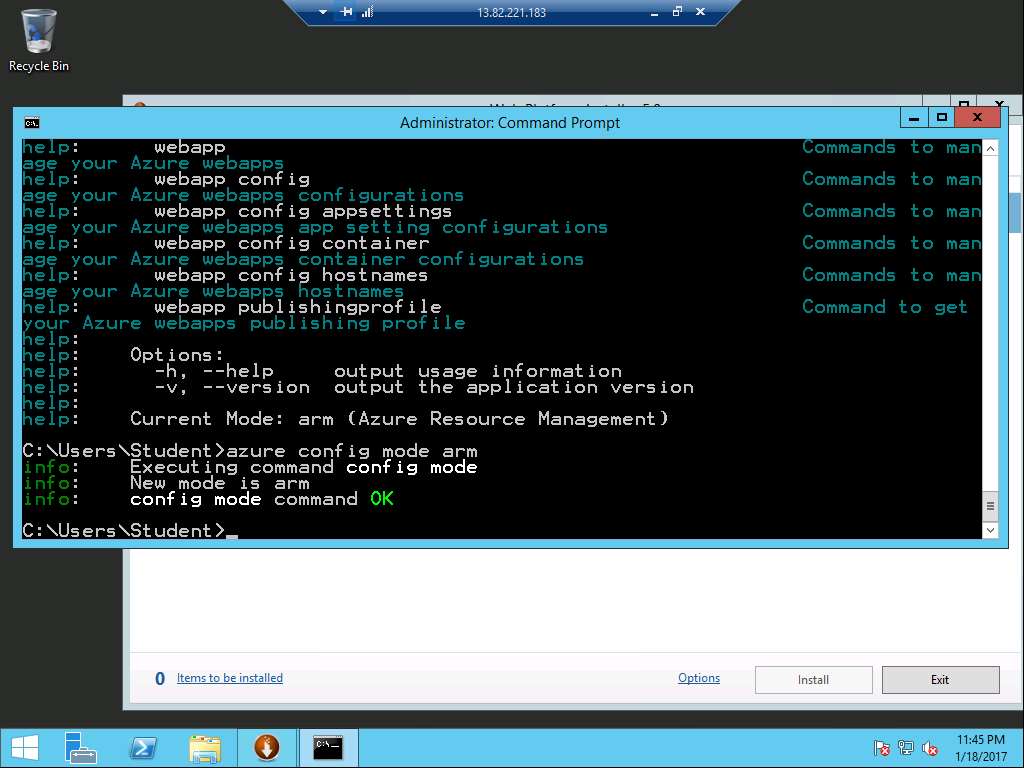 13.82.221.183
Recycle Bin
Administrator: Command Prompt
help:      webapp                                                Commands to man
age your Azure webapps
help:      webapp config                                         Commands to man
age your Azure webapps configurations
help:      webapp config appsettings                             Commands to man
age your Azure webapps app setting configurations
help:      webapp config container                               Commands to man
age your Azure webapps container configurations
help:      webapp config hostnames                               Commands to man
age your Azure webapps hostnames
help:      webapp publishingprofile                              Command to get
your Azure webapps publishing profile
help:
help:    Options:
help:      -h, --help     output usage information
help:      -v, --version  output the application version
help:
help:    Current Mode: arm (Azure Resource Management)
C:\Users\Student>azure config mode arm
info:    Executing command config mode
info:    New mode is arm
info:    config mode command OK
C:\Users\Student>_
0 Items to be installed
Options
Install
Exit
11:45 PM
1/18/2017